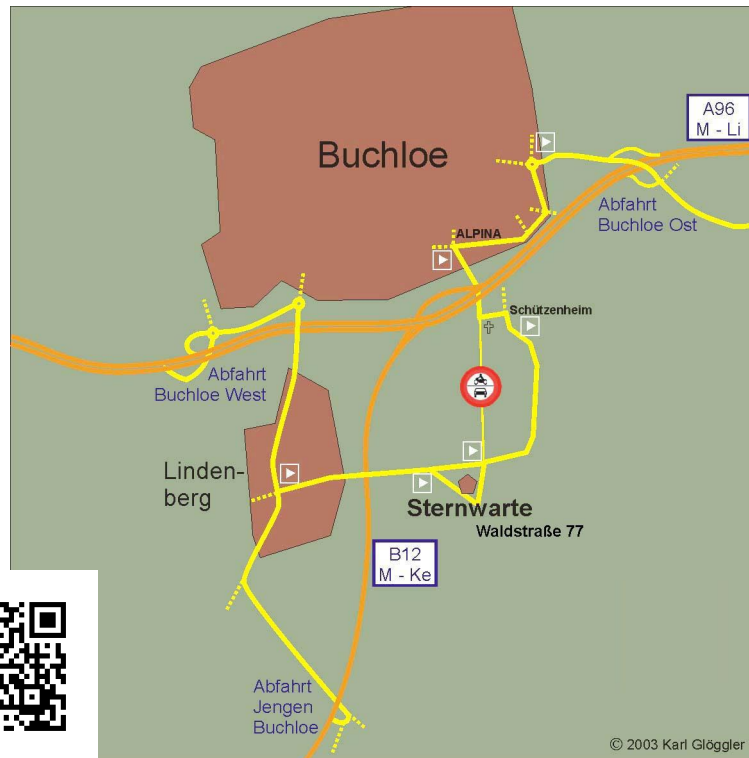 A96
M - Li
Buchloe
Abfahrt
Buchloe Ost
ALPINA
Schützenheim
Abfahrt
Buchloe West
Linden-
berg
Sternwarte
Waldstraße 77
B12
M - Ke
Abfahrt
Jengen
Buchloe
© 2003 Karl Glöggler